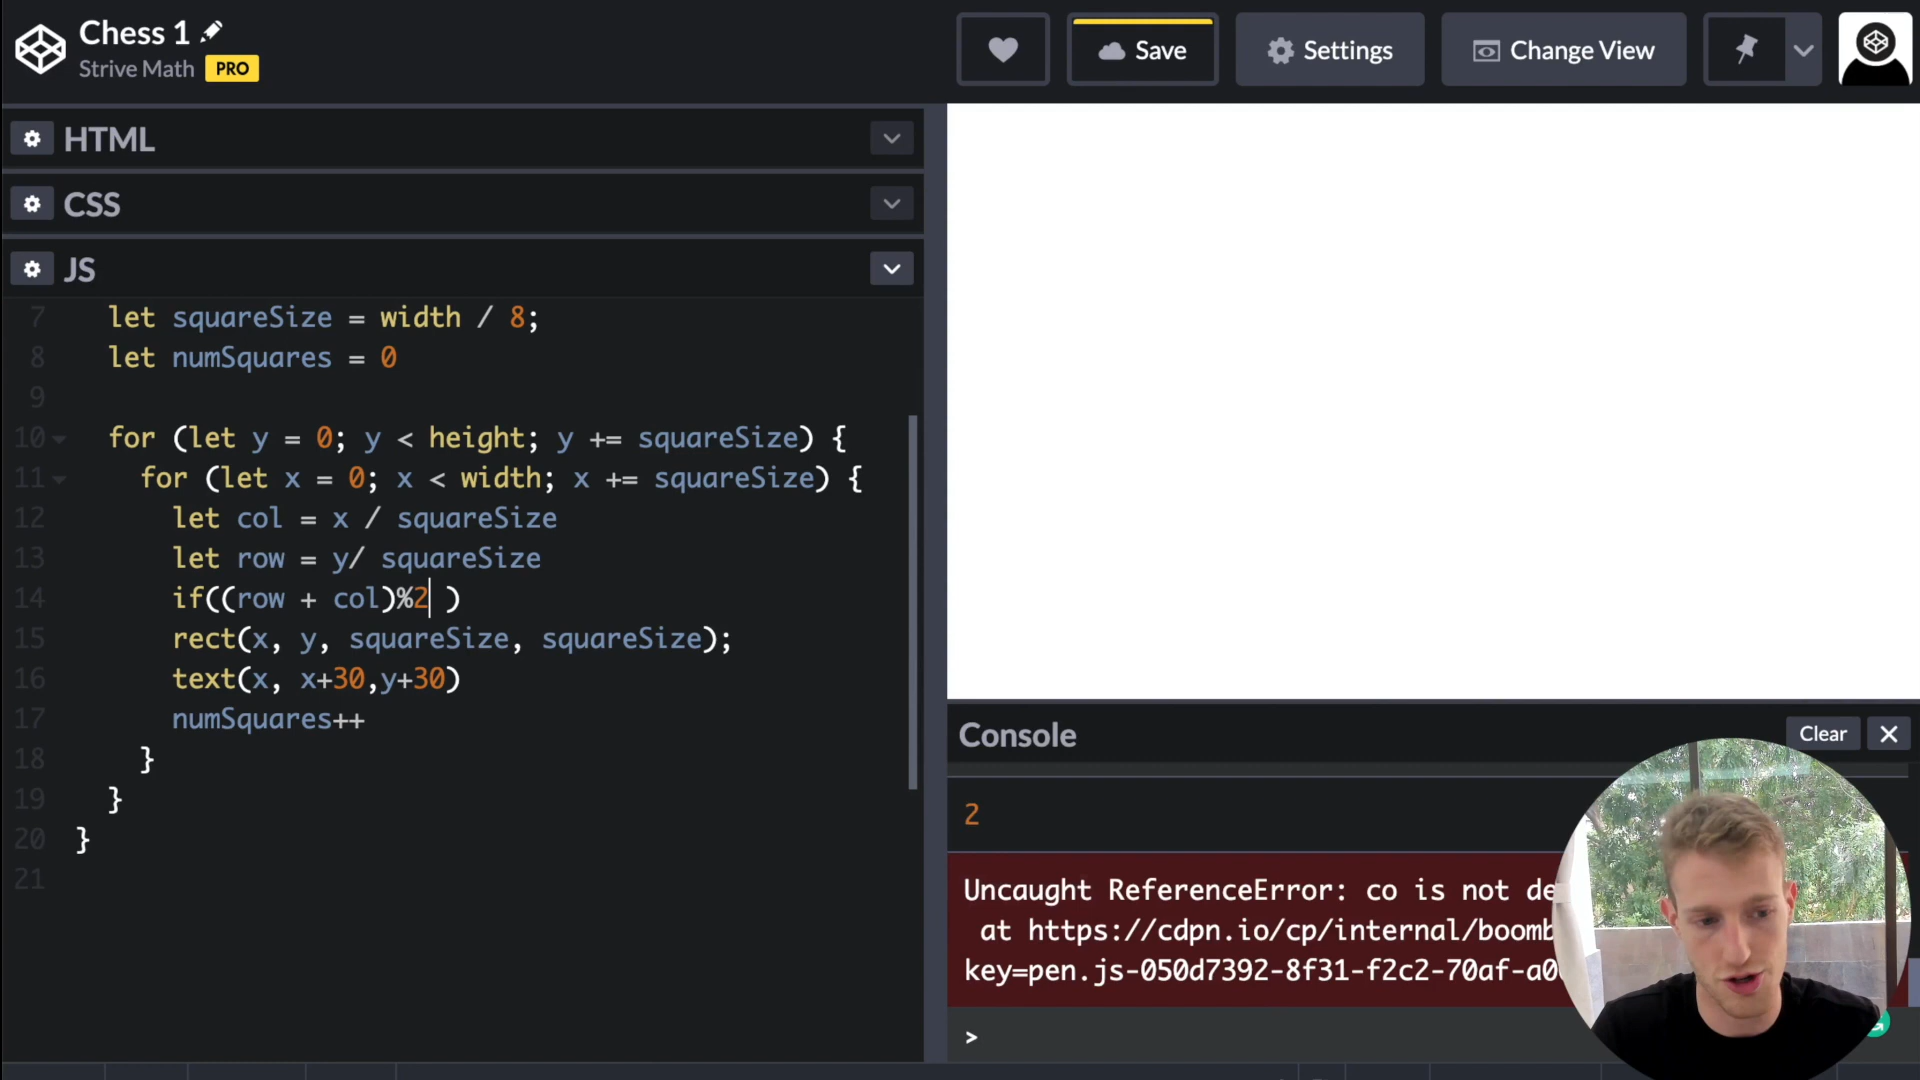 Chess 1
Strive Math PRO
Save
Settings
Change View
HTML
CSS
JS
7 let squareSize = width / 8;
8 let numSquares = 0
9
10 for (let y = 0; y < height; y += squareSize) {
11 for (let x = 0; x < width; x += squareSize) {
12 let col = x / squareSize
13 let row = y/ squareSize
14 if((row + col)%2 )
15 rect(x, y, squareSize, squareSize);
16 text(x, x+30,y+30)
17 numSquares++
18 }
19 }
20 }
21
Console
Clear
2
Uncaught ReferenceError: co is not de
at https://cdpn.io/cp/internal/boomb
key=pen.js-050d7392-8f31-f2c2-70af-a0
>